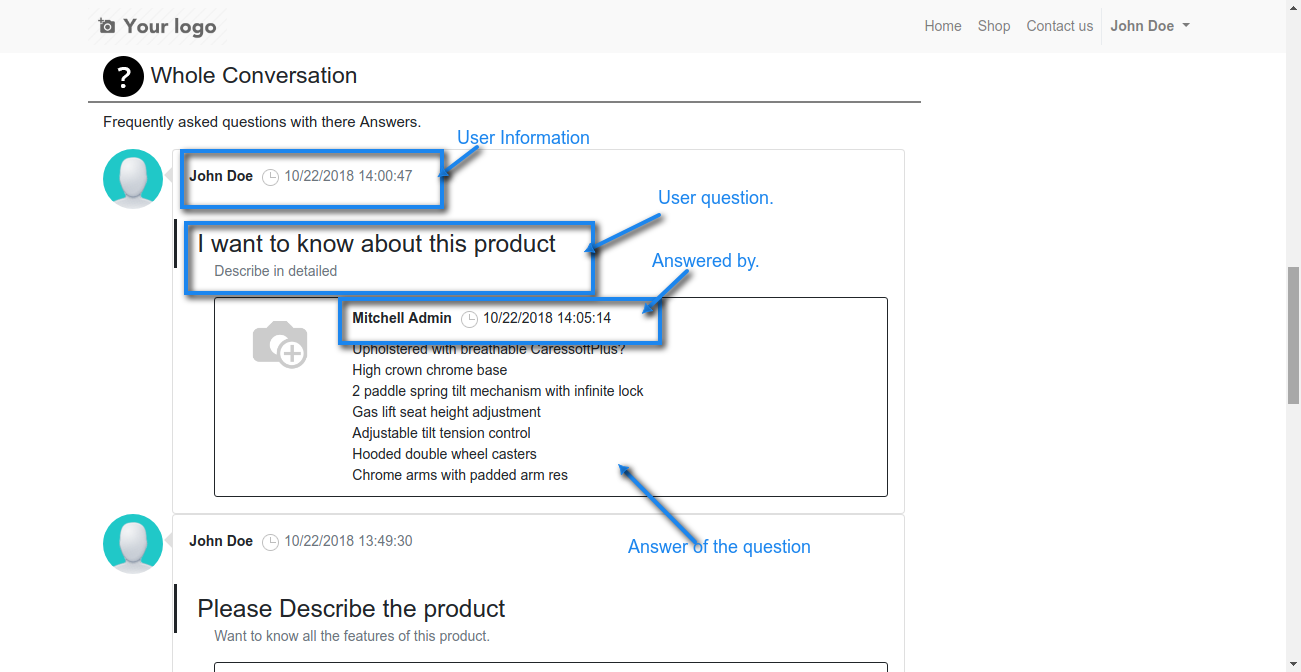 Your logo
Home Shop Contact us John Doe
? Whole Conversation
Frequently asked questions with there Answers.
User Information
John Doe 10/22/2018 14:00:47
User question.
I want to know about this product
Describe in detailed
Answered by.
Mitchell Admin 10/22/2018 14:05:14
Upholstered with breathable CaressoftPlus?
High crown chrome base
2 paddle spring tilt mechanism with infinite lock
Gas lift seat height adjustment
Adjustable tilt tension control
Hooded double wheel casters
Chrome arms with padded arm res
Answer of the question
John Doe 10/22/2018 13:49:30
Please Describe the product
Want to know all the features of this product.